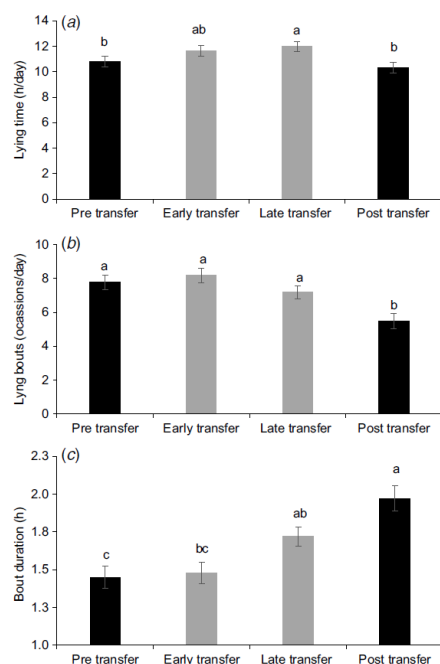 (a)
14
12
10
8
6
4
2
0
Lying time (h/day)
b
ab
a
b
Pre transfer Early transfer Late transfer Post transfer
(b)
10
8
6
4
2
0
Lyng bouts (ocassions/day)
a
a
a
b
Pre transfer Early transfer Late transfer Post transfer
(c)
2.3
2.0
1.8
1.5
1.3
1.0
Bout duration (h)
c
bc
ab
a
Pre transfer Early transfer Late transfer Post transfer